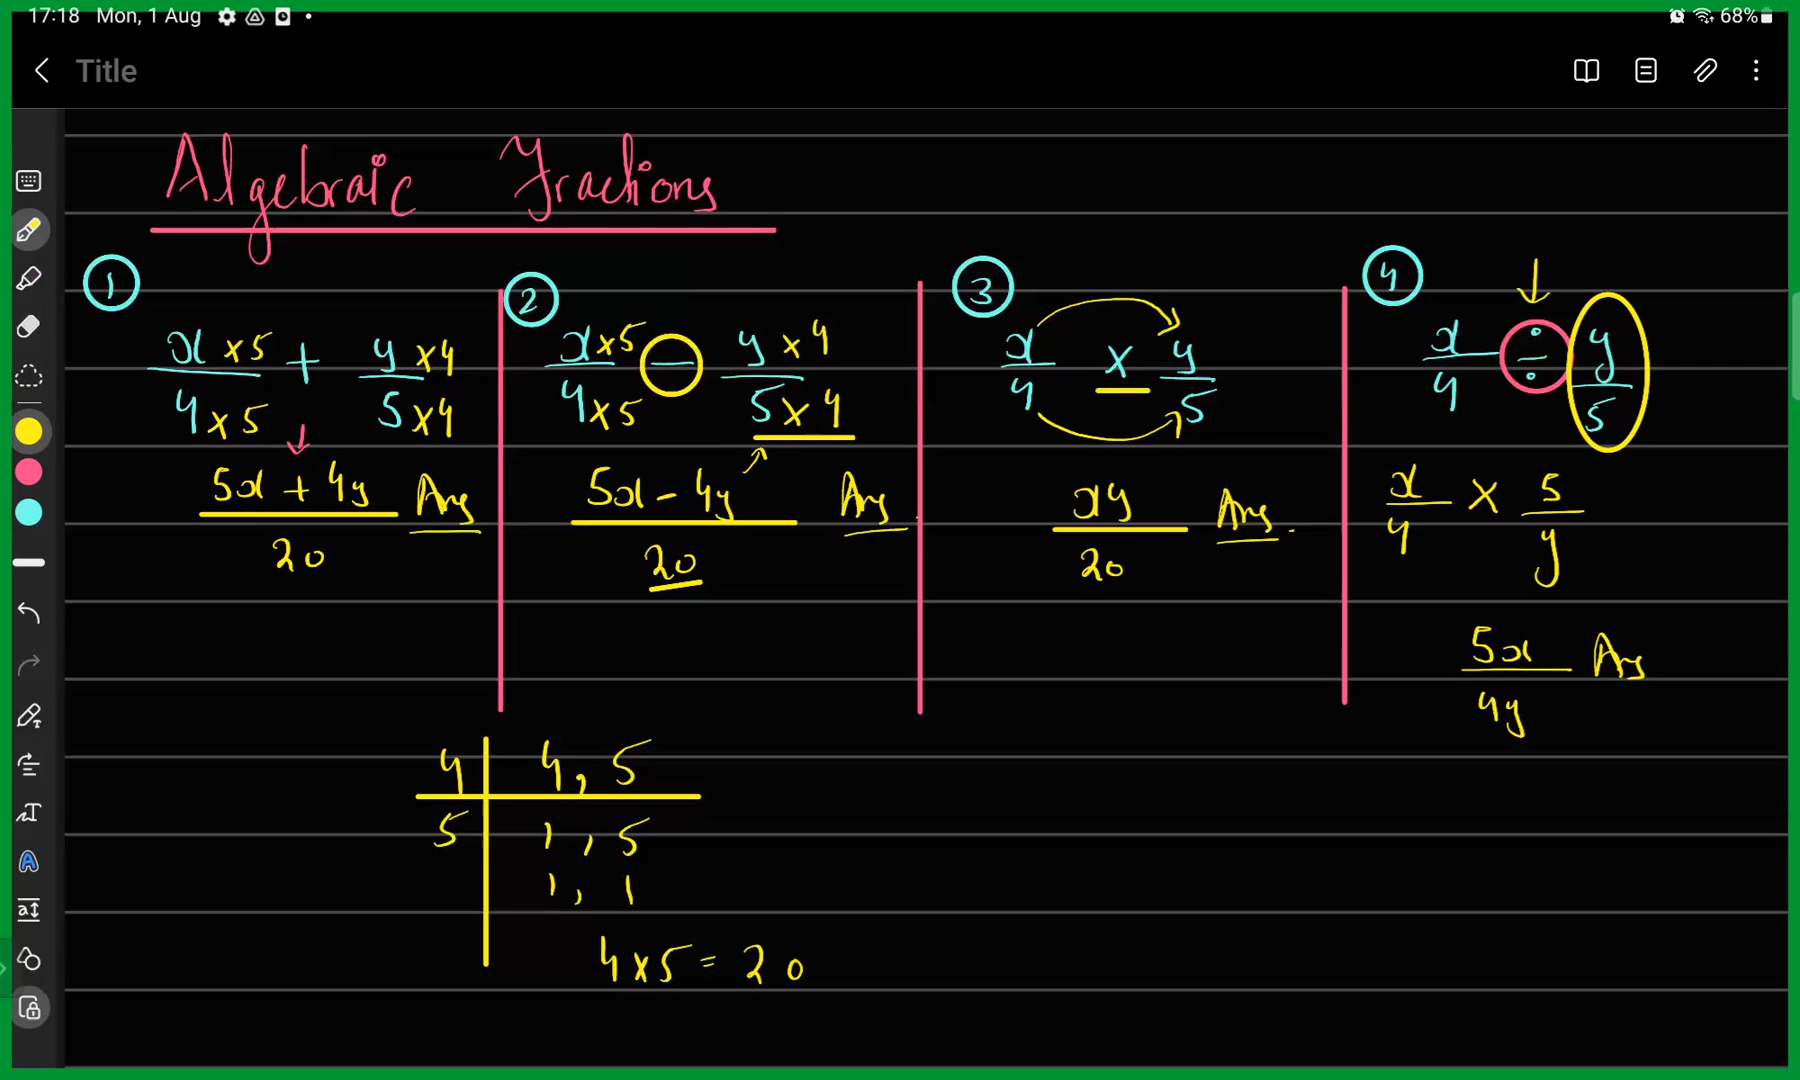 17:18 Mon, 1 Aug
68%
Title
Algebraic Fractions
1
x × 5 / 4 × 5 + y × 4 / 5 × 4
5x + 4y / 20 Ans
2
x × 5 / 4 × 5 − y × 4 / 5 × 4
5x − 4y / 20 Ans
3
x / 4 × y / 5
xy / 20 Ans.
4
x / 4 ÷ y / 5
x / 4 × 5 / y
5x / 4y Ans
4 | 4, 5
5 | 1, 5
1, 1
4 × 5 = 20